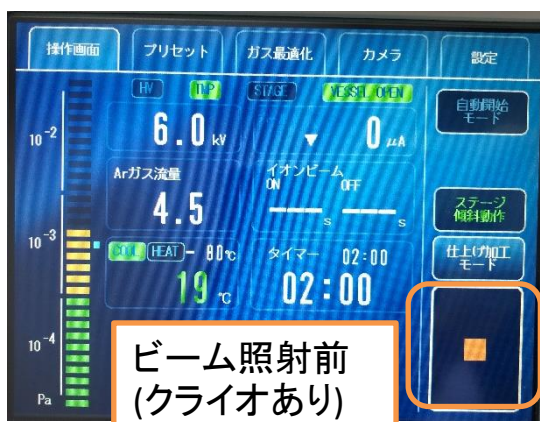 操作画面 プリセット ガス最適化 カメラ 設定
HV TMP STAGE VESSEL OPEN
自動開始
モード
6.0 kV ▼ 0 μA
10-2
Arガス流量 イオンビーム
ON OFF
4.5 --- s --- s
ステージ
傾斜動作
10-3
COOL HEAT - 80℃ タイマー 02:00
仕上げ加工
モード
19 ℃ 02:00
10-4
ビーム照射前
(クライオあり)
Pa